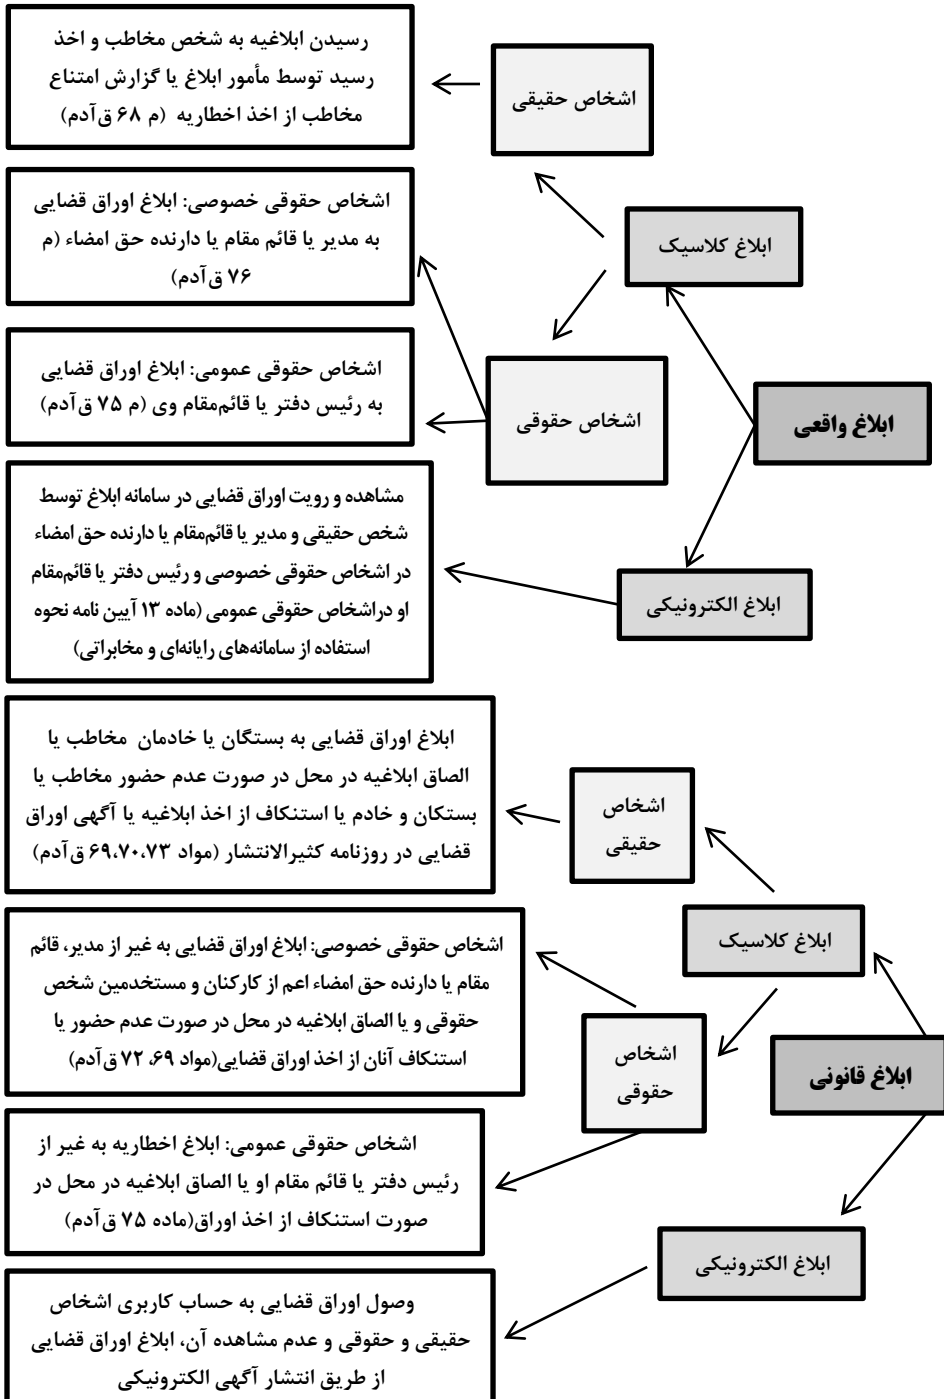 ابلاغ واقعی
ابلاغ کلاسیک
اشخاص حقیقی
رسیدن ابلاغیه به شخص مخاطب و اخذ
رسید توسط مأمور ابلاغ یا گزارش امتناع
مخاطب از اخذ اخطاریه (م ۶۸ ق‌آدم)
اشخاص حقوقی
اشخاص حقوقی خصوصی: ابلاغ اوراق قضایی
به مدیر یا قائم مقام یا دارنده حق امضاء (م
۷۶ ق‌آدم)
اشخاص حقوقی عمومی: ابلاغ اوراق قضایی
به رئیس دفتر یا قائم‌مقام وی (م ۷۵ ق‌آدم)
ابلاغ الکترونیکی
مشاهده و رویت اوراق قضایی در سامانه ابلاغ توسط
شخص حقیقی و مدیر یا قائم‌مقام یا دارنده حق امضاء
در اشخاص حقوقی خصوصی و رئیس دفتر یا قائم‌مقام
او دراشخاص حقوقی عمومی (ماده ۱۳ آیین نامه نحوه
استفاده از سامانه‌های رایانه‌ای و مخابراتی)
ابلاغ قانونی
ابلاغ کلاسیک
اشخاص
حقیقی
ابلاغ اوراق قضایی به بستگان یا خادمان مخاطب یا
الصاق ابلاغیه در محل در صورت عدم حضور مخاطب یا
بستکان و خادم یا استنکاف از اخذ ابلاغیه یا آگهی اوراق
قضایی در روزنامه کثیرالانتشار (مواد ۶۹،۷۰،۷۳ ق‌آدم)
اشخاص
حقوقی
اشخاص حقوقی خصوصی: ابلاغ اوراق قضایی به غیر از مدیر، قائم
مقام یا دارنده حق امضاء اعم از کارکنان و مستخدمین شخص
حقوقی و یا الصاق ابلاغیه در محل در صورت عدم حضور یا
استنکاف آنان از اخذ اوراق قضایی(مواد ۶۹، ۷۲ ق‌آدم)
اشخاص حقوقی عمومی: ابلاغ اخطاریه به غیر از
رئیس دفتر یا قائم مقام او یا الصاق ابلاغیه در محل در
صورت استنکاف از اخذ اوراق(ماده ۷۵ ق‌آدم)
ابلاغ الکترونیکی
وصول اوراق قضایی به حساب کاربری اشخاص
حقیقی و حقوقی و عدم مشاهده آن، ابلاغ اوراق قضایی
از طریق انتشار آگهی الکترونیکی